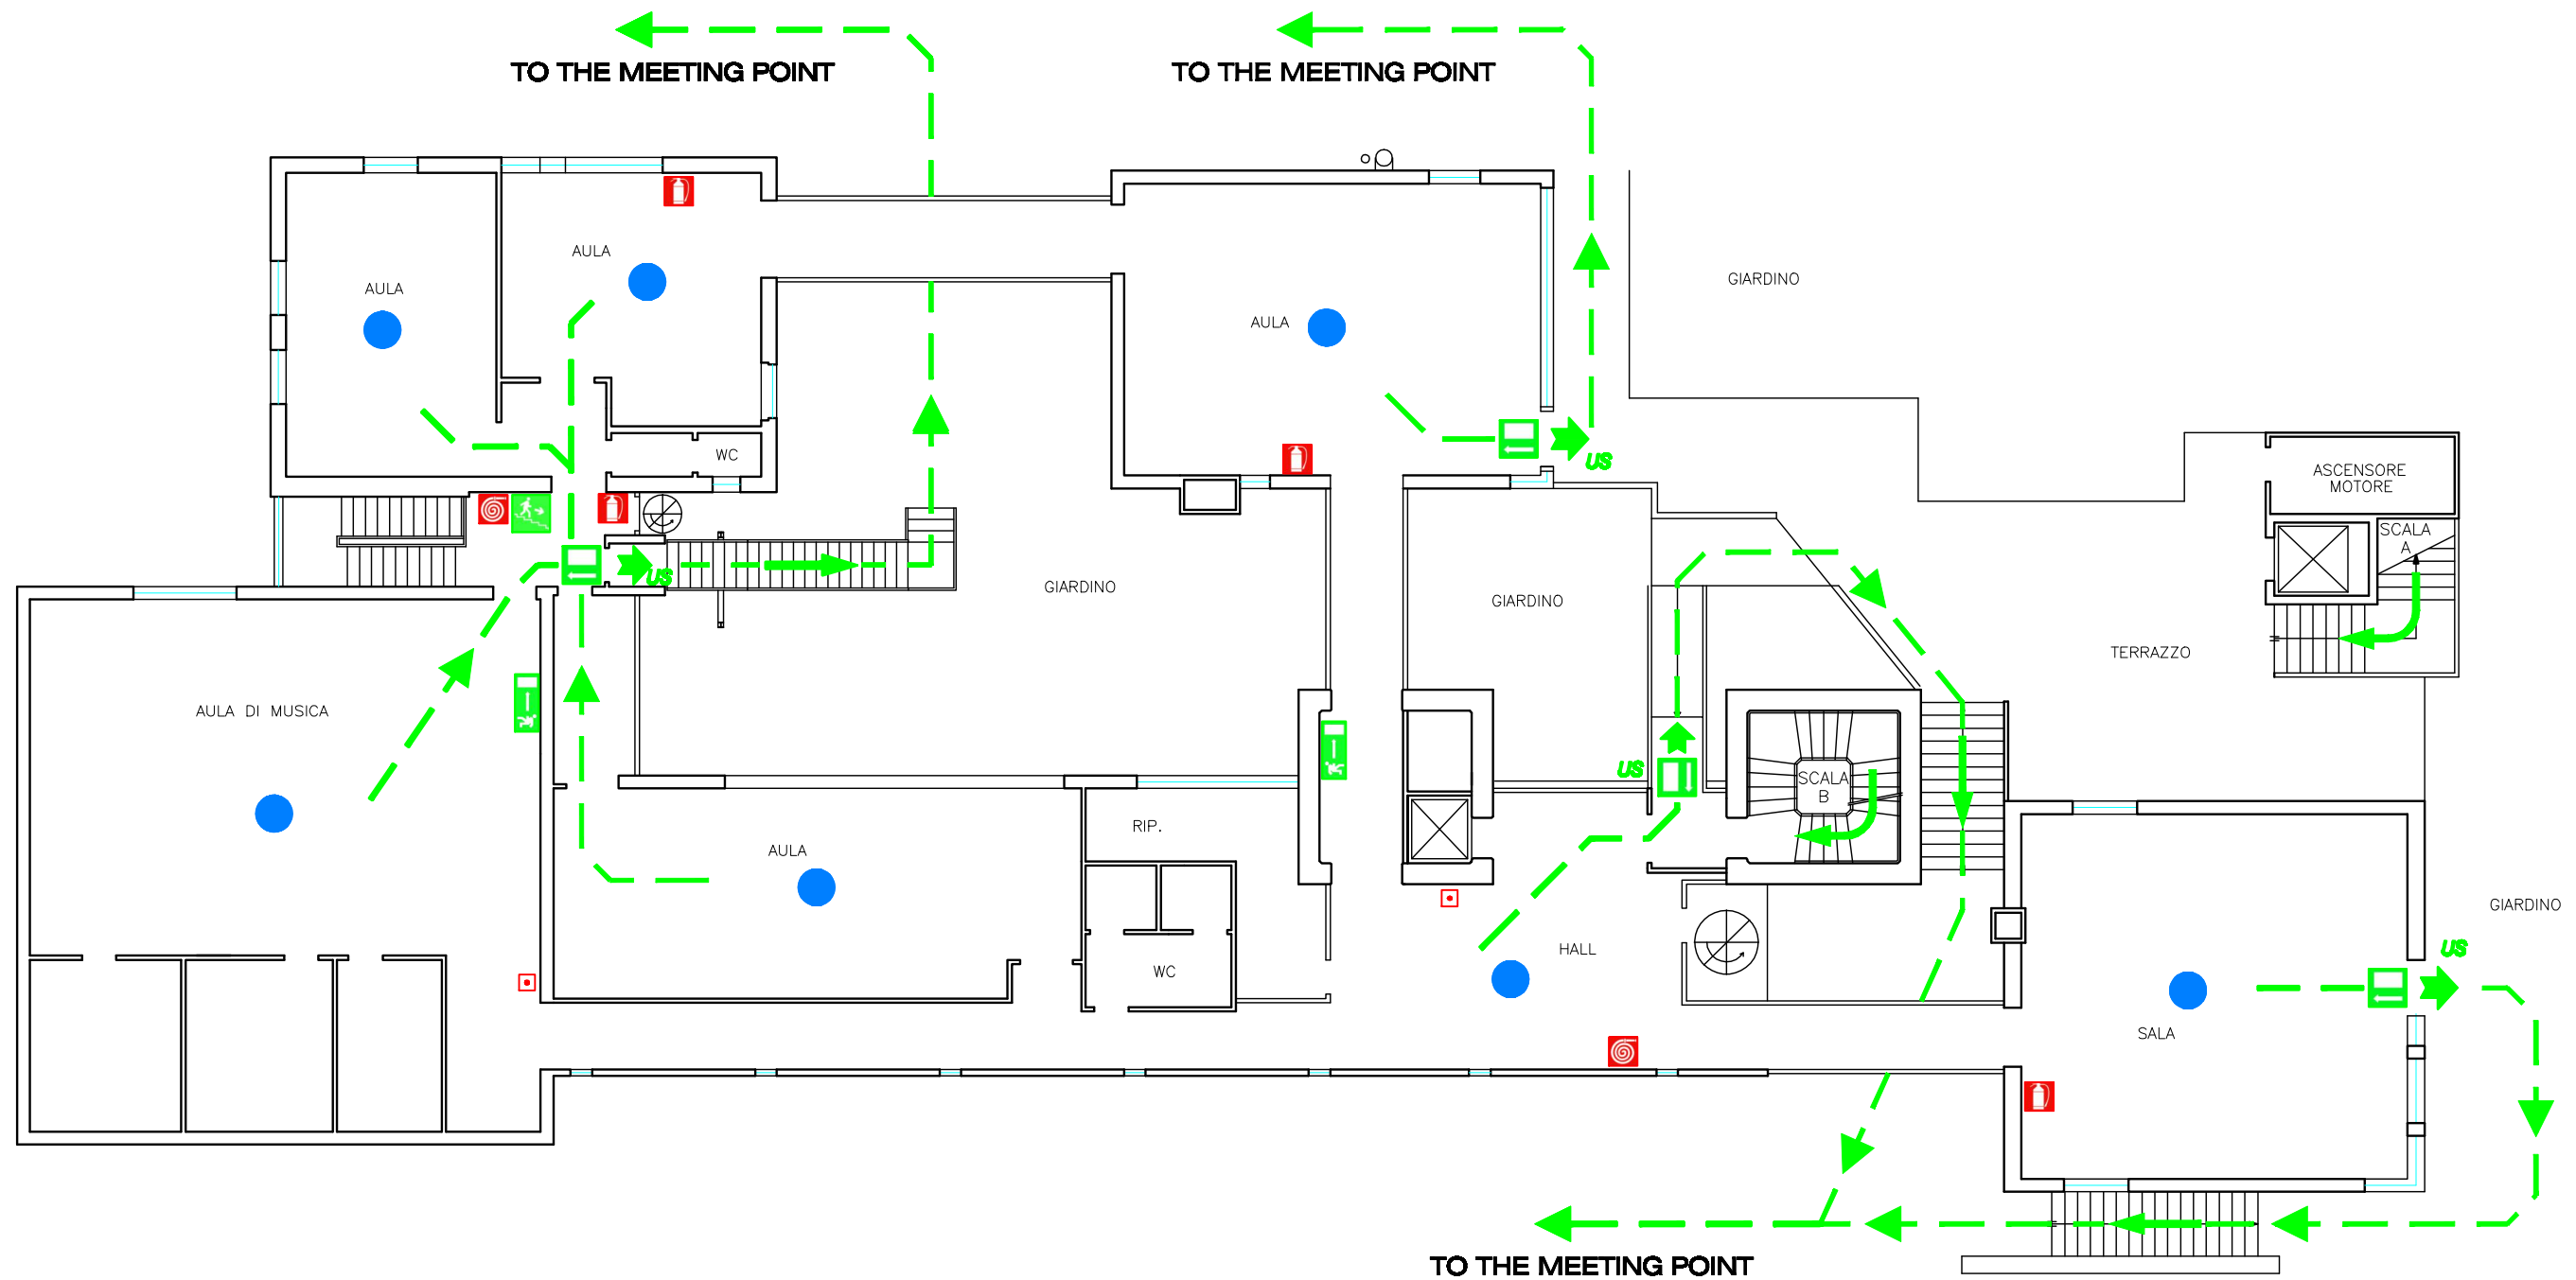 TO THE MEETING POINT
TO THE MEETING POINT
AULA
AULA
GIARDINO
AULA
WC
US
ASCENSORE
MOTORE
SCALA
A
US
GIARDINO
GIARDINO
TERRAZZO
AULA DI MUSICA
US
SCALA
B
RIP.
AULA
GIARDINO
HALL
US
WC
SALA
TO THE MEETING POINT